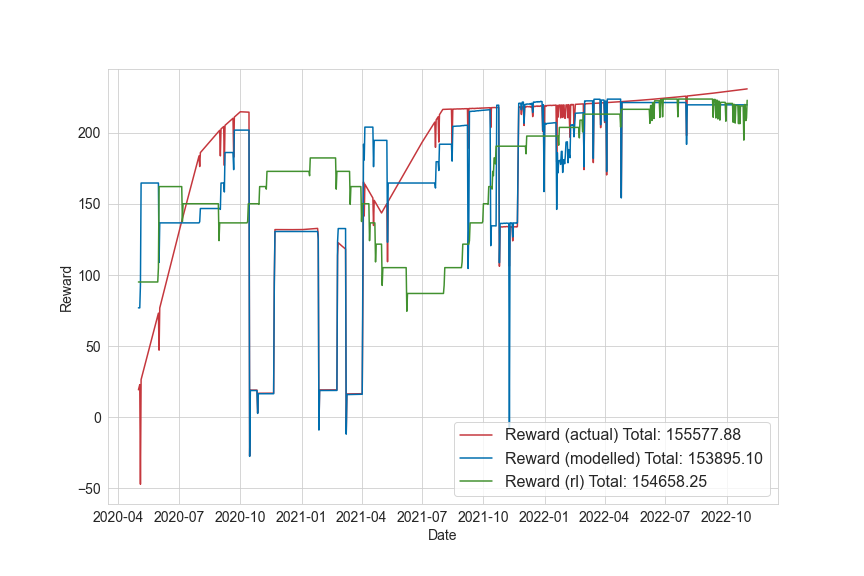 200
150
100
50
0
−50
Reward
Reward (actual) Total: 155577.88
Reward (modelled) Total: 153895.10
Reward (rl) Total: 154658.25
2020-04 2020-07 2020-10 2021-01 2021-04 2021-07 2021-10 2022-01 2022-04 2022-07 2022-10
Date